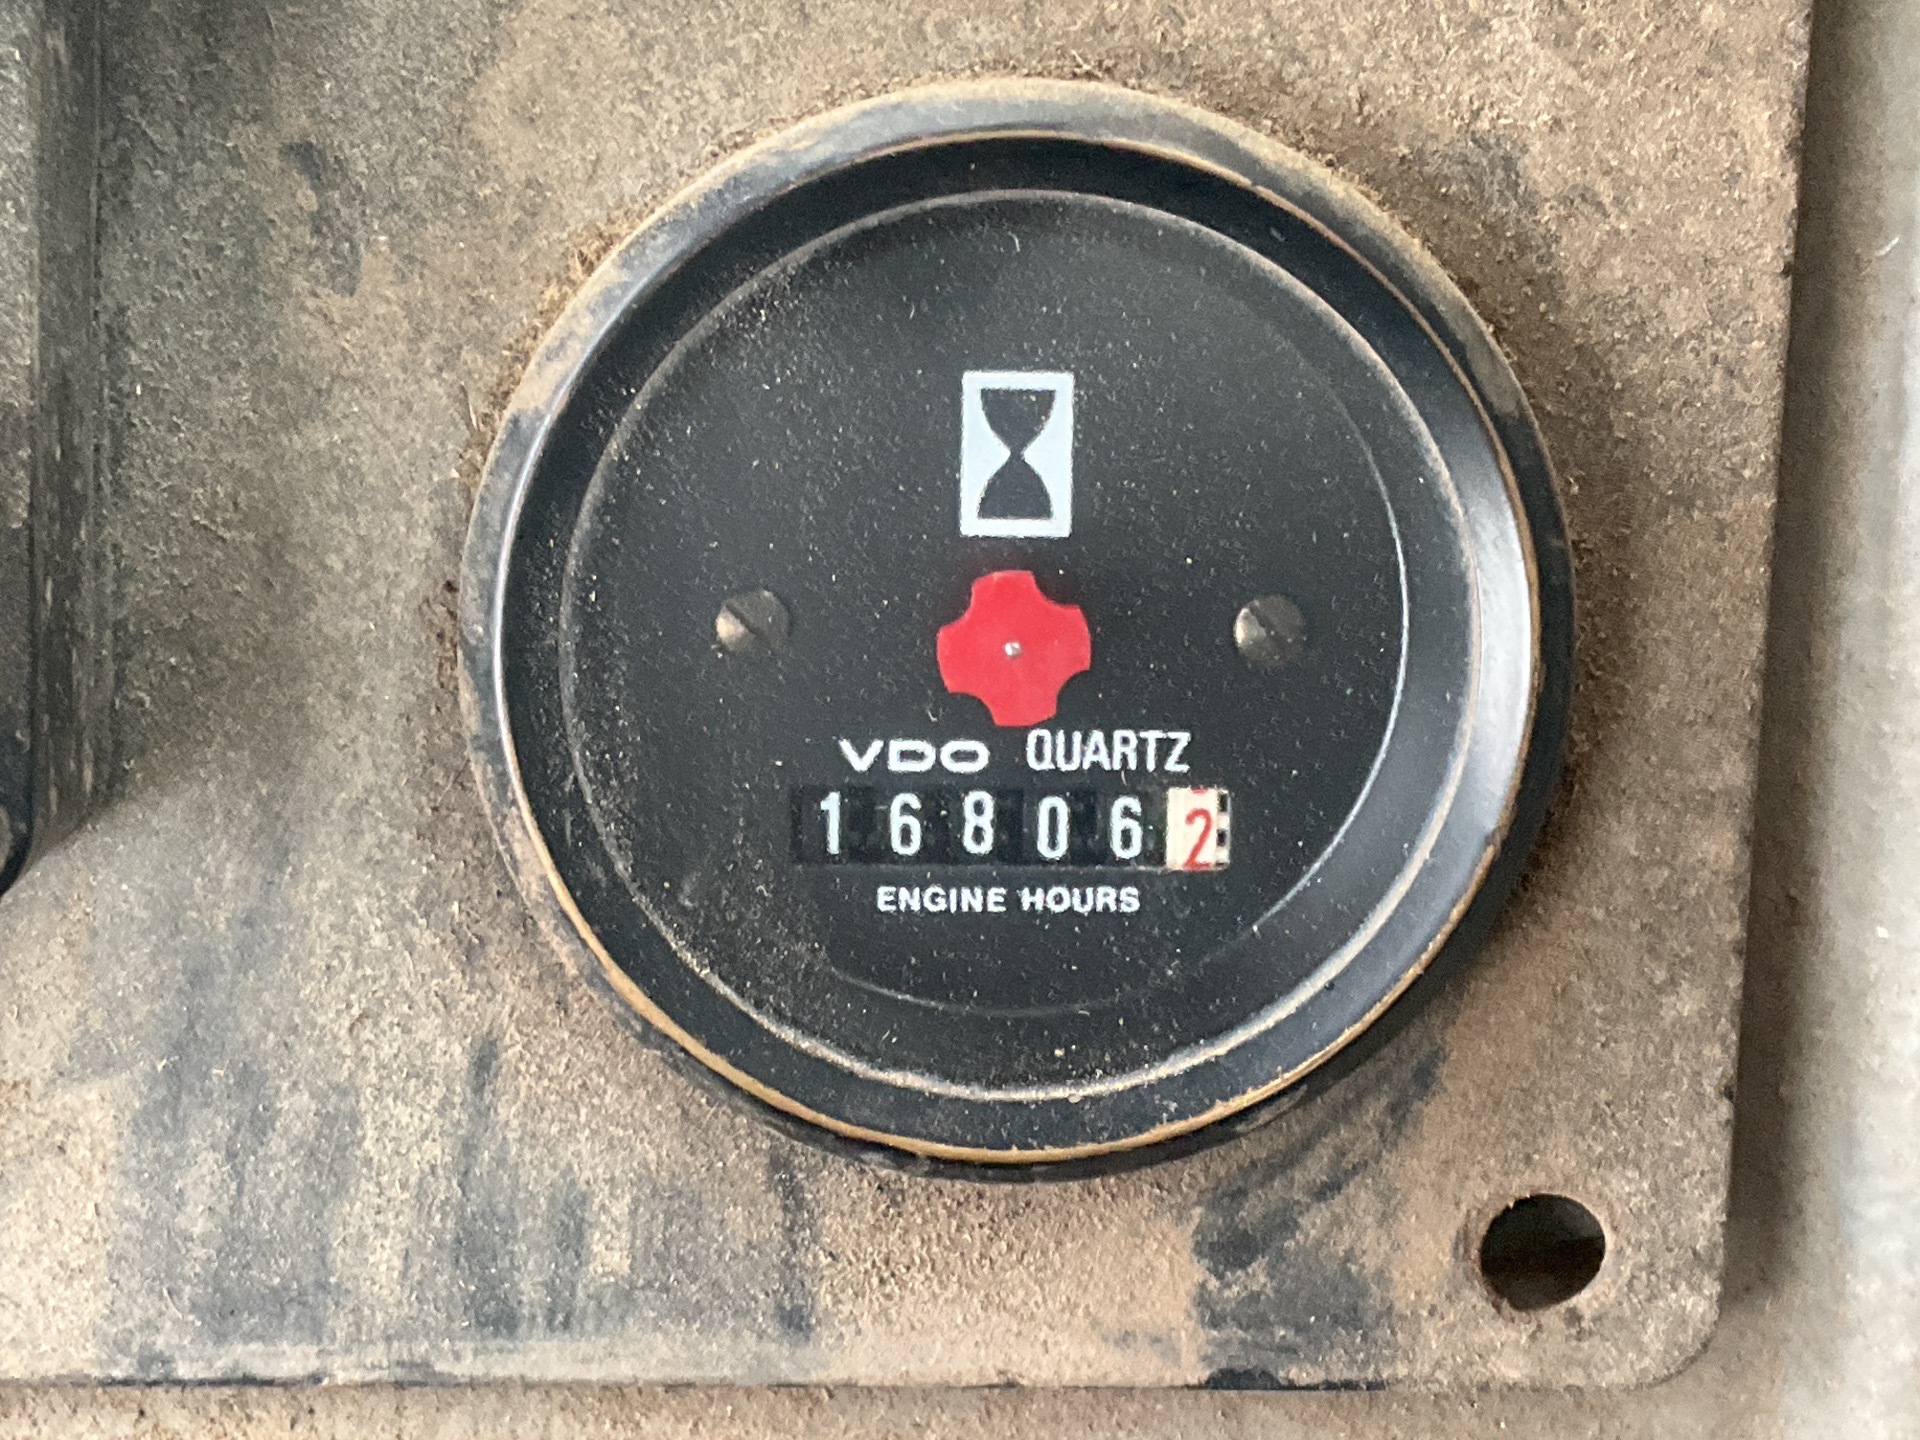 VDO QUARTZ
168062
ENGINE HOURS